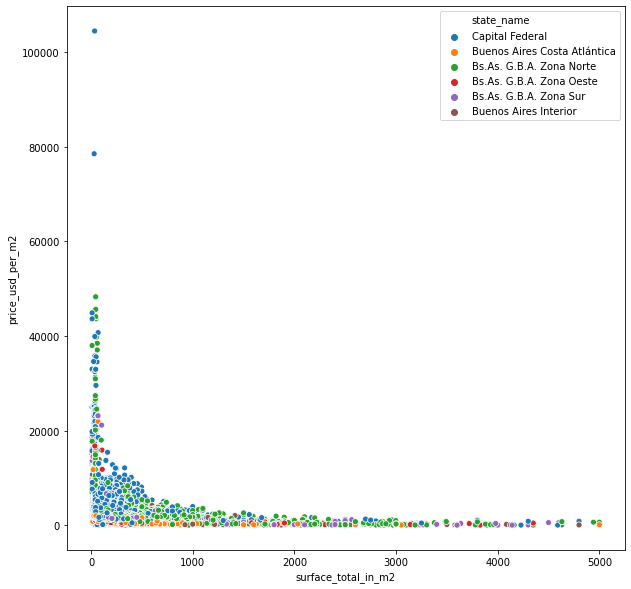 state_name
Capital Federal
Buenos Aires Costa Atlántica
Bs.As. G.B.A. Zona Norte
Bs.As. G.B.A. Zona Oeste
Bs.As. G.B.A. Zona Sur
Buenos Aires Interior
100000
80000
60000
40000
20000
0
price_usd_per_m2
0 1000 2000 3000 4000 5000
surface_total_in_m2